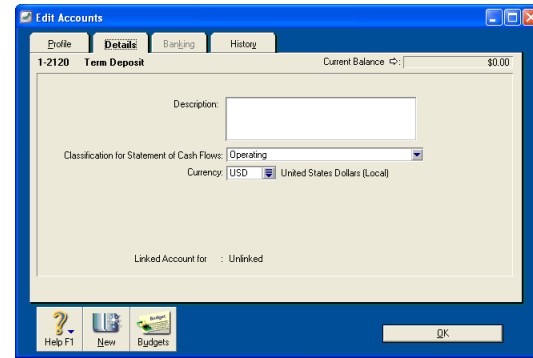 Edit Accounts
Profile Details Banking History
1-2120 Term Deposit Current Balance ⇨: $0.00
Description:
Classification for Statement of Cash Flows: Operating
Currency: USD United States Dollars (Local)
Linked Account for : Unlinked
Budget
Help F1 New Budgets OK